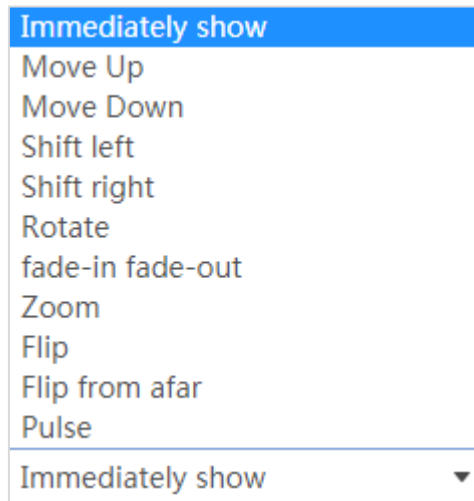 Immediately show
Move Up
Move Down
Shift left
Shift right
Rotate
fade-in fade-out
Zoom
Flip
Flip from afar
Pulse
Immediately show